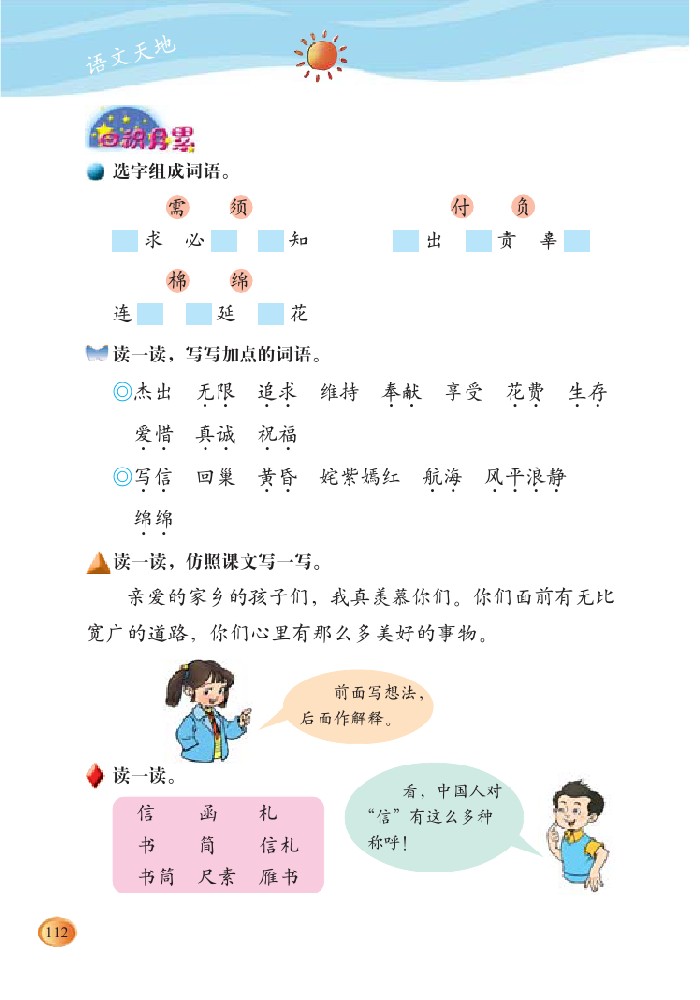 语文天地
日积月累
选字组成词语。
需 须 付 负
求 必 知 出 责 辜
棉 绵
连 延 花
读一读，写写加点的词语。
◎杰出 无限 追求 维持 奉献 享受 花费 生存
爱惜 真诚 祝福
◎写信 回巢 黄昏 姹紫嫣红 航海 风平浪静
绵绵
读一读，仿照课文写一写。
亲爱的家乡的孩子们，我真羡慕你们。你们面前有无比
宽广的道路，你们心里有那么多美好的事物。
前面写想法，
后面作解释。
读一读。
信 函 札
书 简 信札
书简 尺素 雁书
看，中国人对
“信”有这么多种
称呼！
112